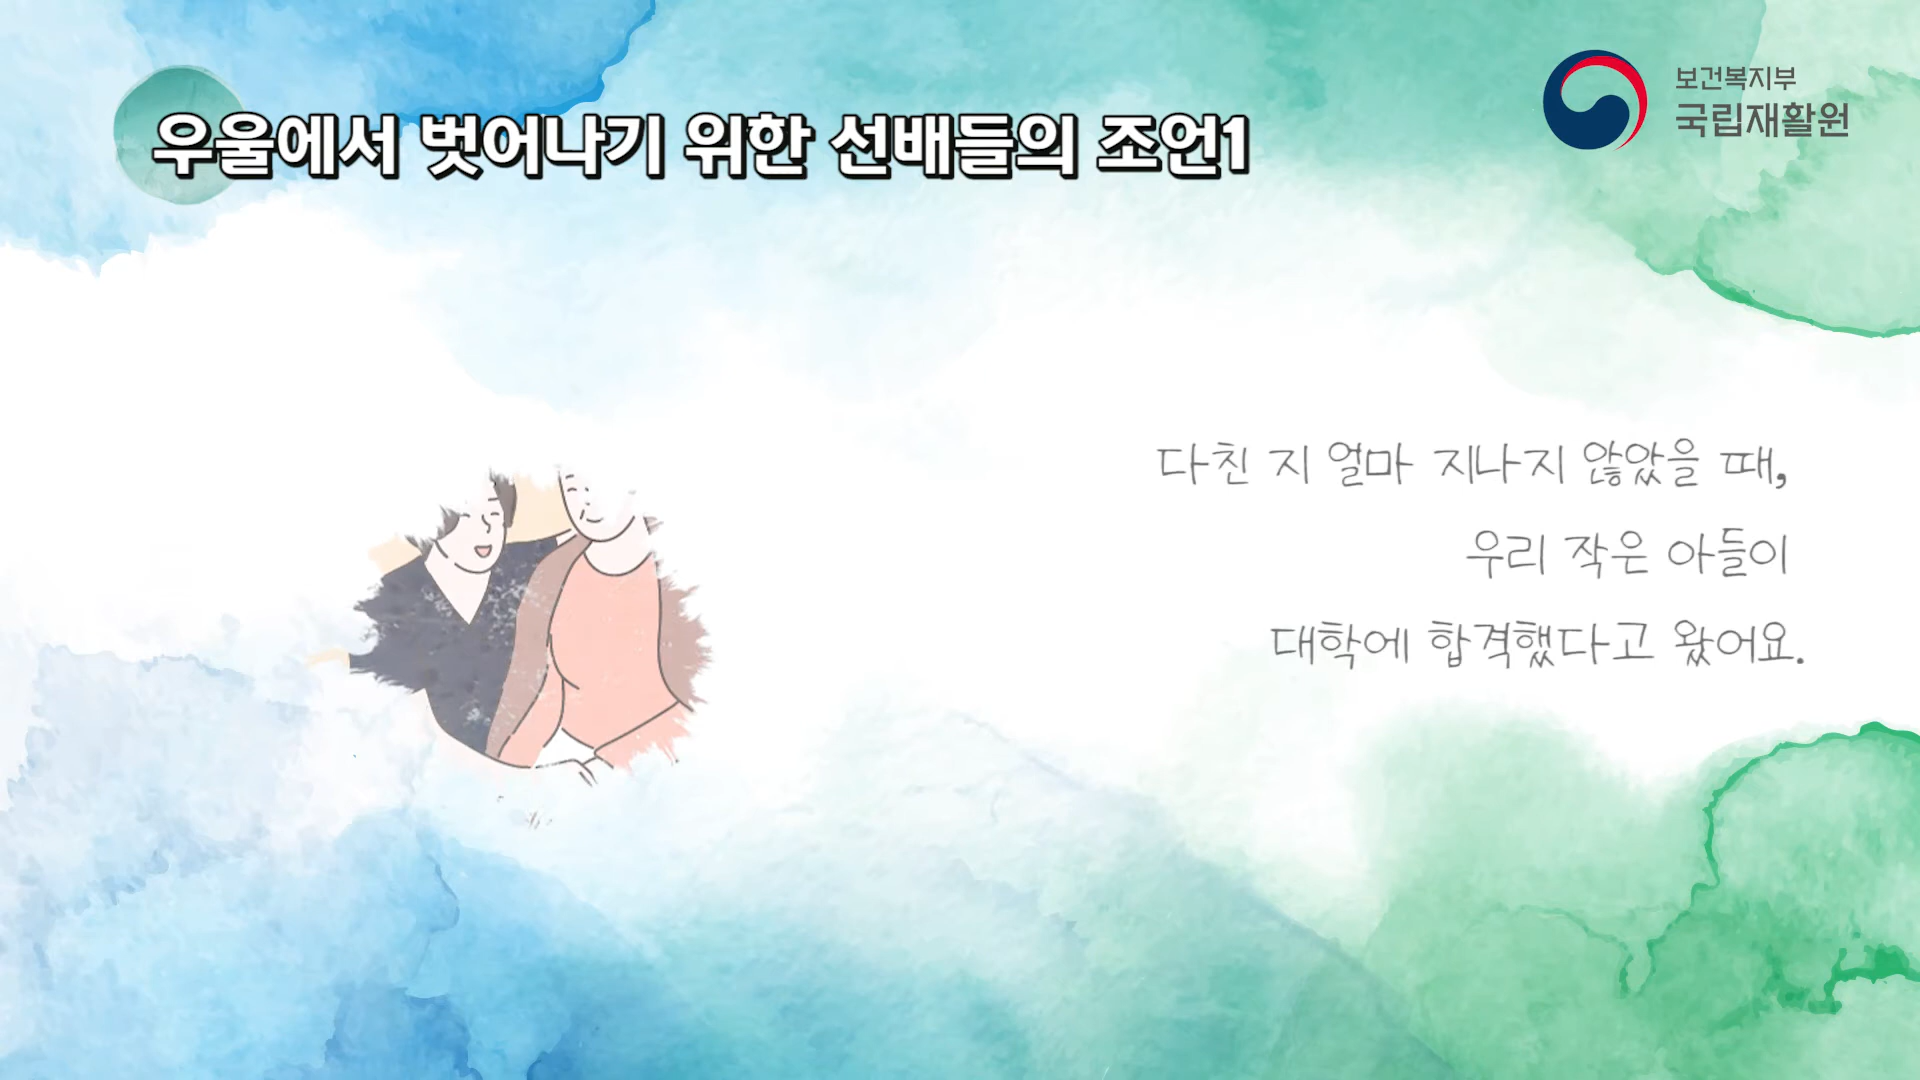 우울에서 벗어나기 위한 선배들의 조언1
보건복지부
국립재활원
다친 지 얼마 지나지 않았을 때,
우리 작은 아들이
대학에 합격했다고 왔어요.